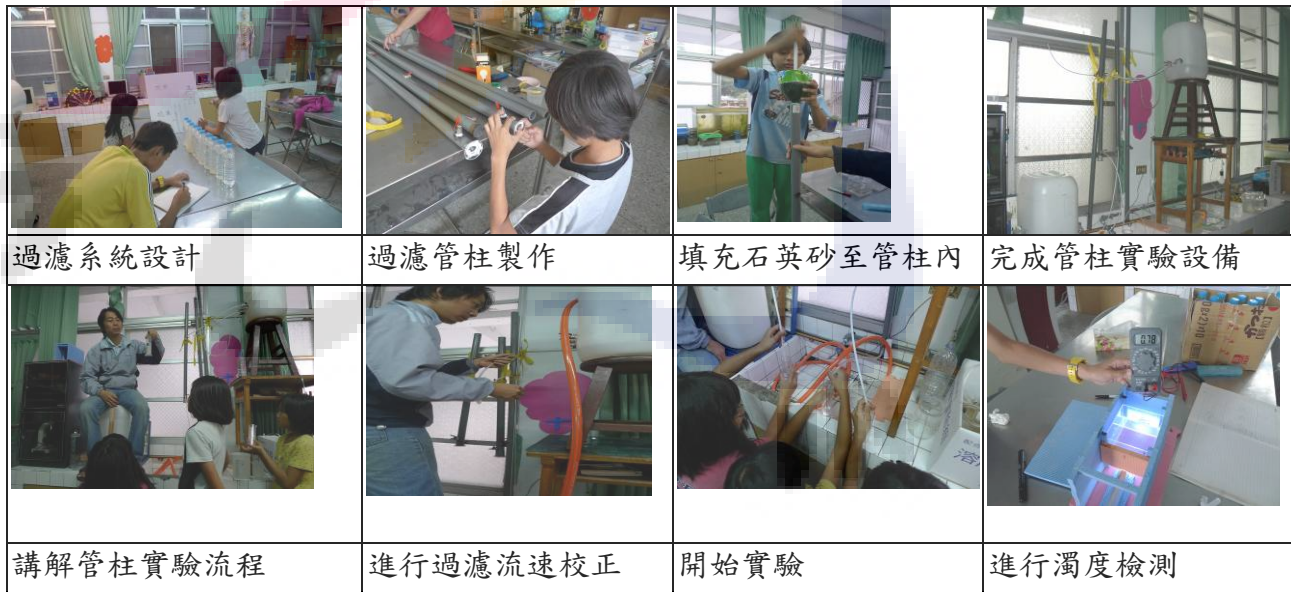 過濾系統設計
過濾管柱製作
填充石英砂至管柱內
完成管柱實驗設備
講解管柱實驗流程
進行過濾流速校正
開始實驗
進行濁度檢測
0.78